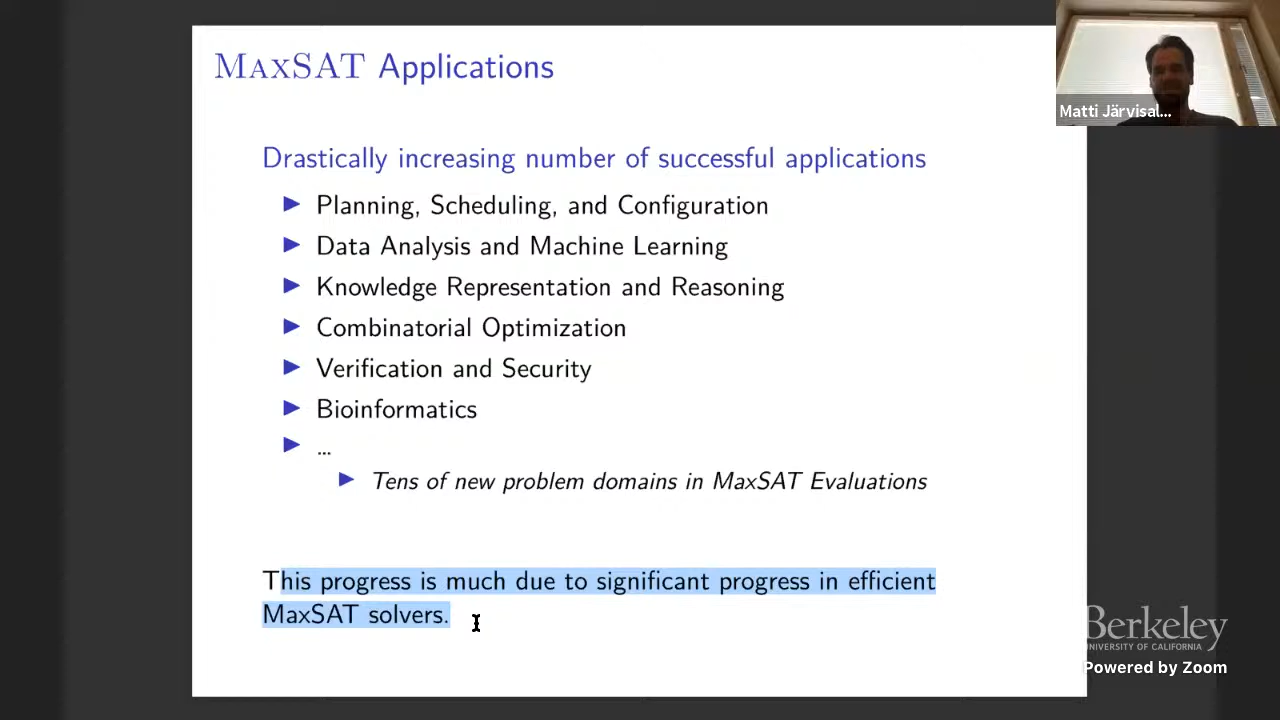 MaxSAT Applications
Matti Järvisal...
Drastically increasing number of successful applications
Planning, Scheduling, and Configuration
Data Analysis and Machine Learning
Knowledge Representation and Reasoning
Combinatorial Optimization
Verification and Security
Bioinformatics
...
Tens of new problem domains in MaxSAT Evaluations
This progress is much due to significant progress in efficient
MaxSAT solvers.
Berkeley
UNIVERSITY OF CALIFORNIA
Powered by Zoom